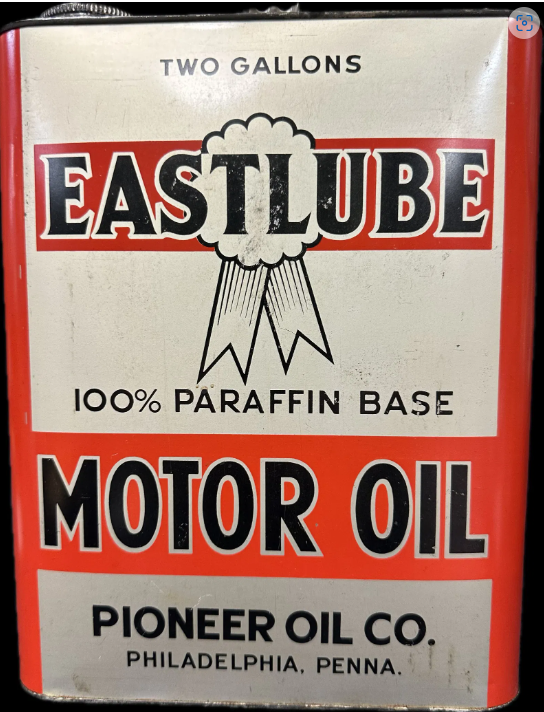 TWO GALLONS
EASTLUBE
100% PARAFFIN BASE
MOTOR OIL
PIONEER OIL CO.
PHILADELPHIA, PENNA.